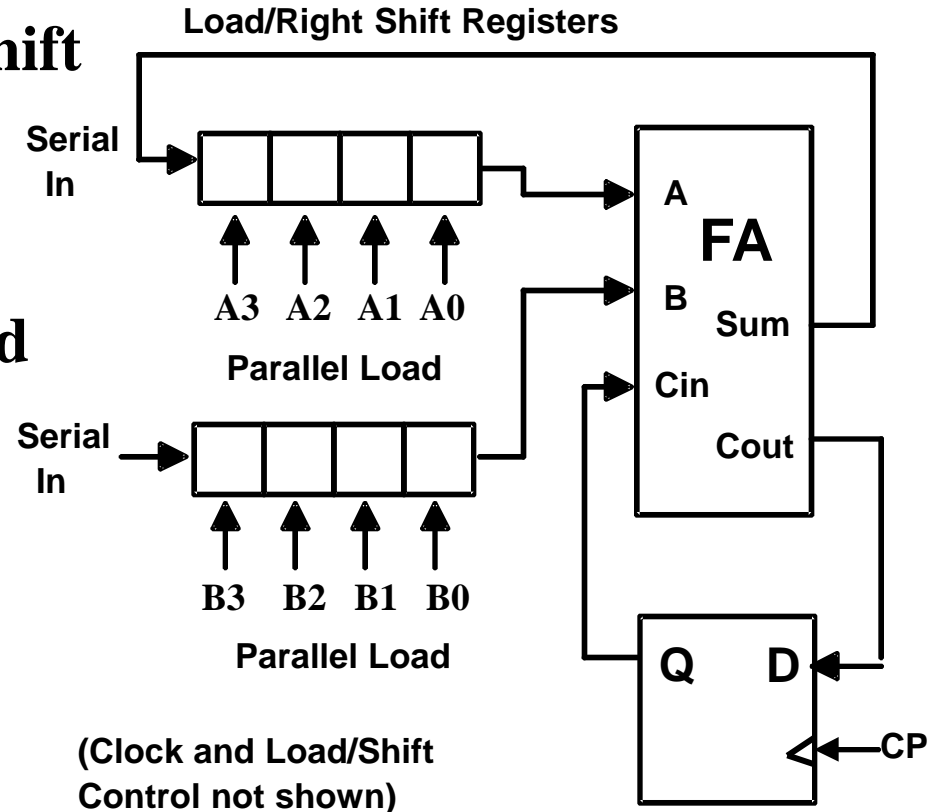 Load/Right Shift Registers
hift
Serial
In
A
FA
B
Sum
Cin
Cout
A3 A2 A1 A0
Parallel Load
d
Serial
In
B3 B2 B1 B0
Parallel Load
Q D
CP
(Clock and Load/Shift
Control not shown)